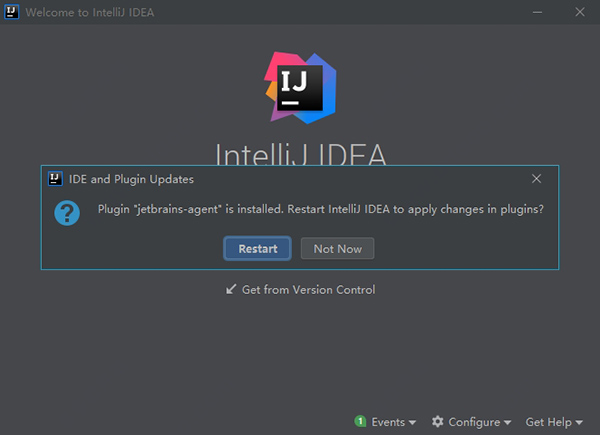 Welcome to IntelliJ IDEA
IJ
IntelliJ IDEA
IDE and Plugin Updates
Plugin "jetbrains-agent" is installed. Restart IntelliJ IDEA to apply changes in plugins?
Restart
Not Now
Get from Version Control
1 Events
Configure
Get Help